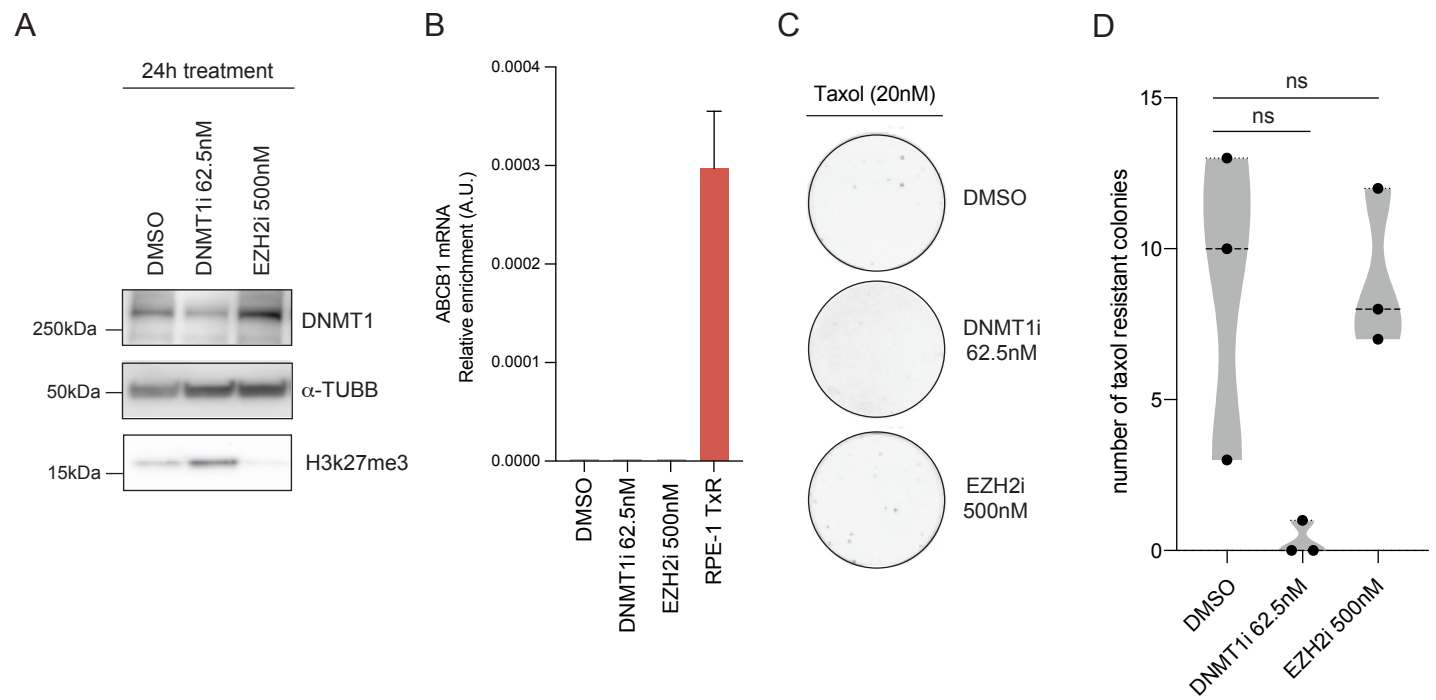 A
24h treatment
DMSO
DNMT1i 62.5nM
EZH2i 500nM
250kDa
DNMT1
50kDa
α-TUBB
15kDa
H3k27me3
B
ABCB1 mRNA
Relative enrichment (A.U.)
0.0004
0.0003
0.0002
0.0001
0.0000
DMSO
DNMT1i 62.5nM
EZH2i 500nM
RPE-1 TxR
C
Taxol (20nM)
DMSO
DNMT1i
62.5nM
EZH2i
500nM
D
number of taxol resistant colonies
15
10
5
0
ns
ns
DMSO
DNMT1i 62.5nM
EZH2i 500nM